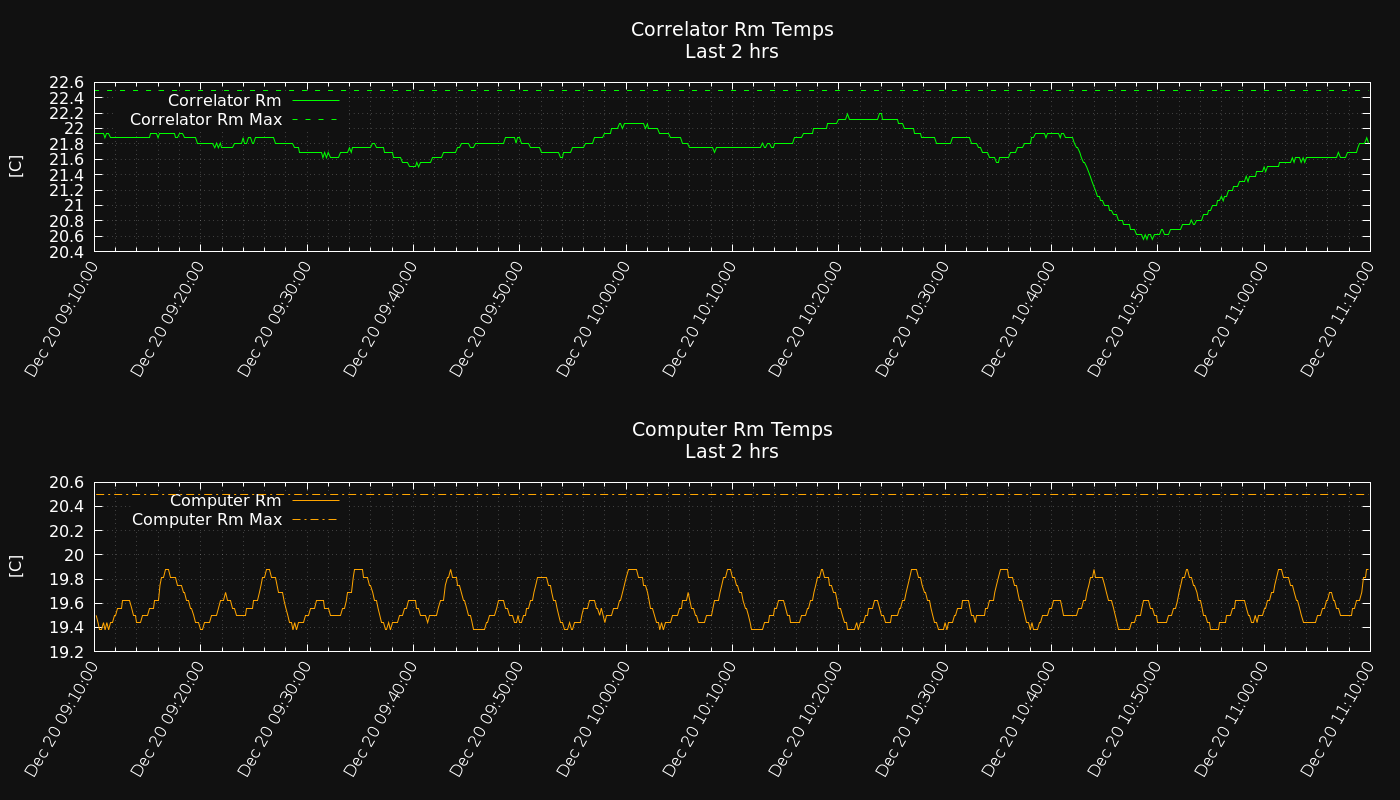 Correlator Rm Temps
Last 2 hrs
[C]
22.6
22.4
22.2
22
21.8
21.6
21.4
21.2
21
20.8
20.6
20.4
Correlator Rm
Correlator Rm Max
Dec 20 09:10:00
Dec 20 09:20:00
Dec 20 09:30:00
Dec 20 09:40:00
Dec 20 09:50:00
Dec 20 10:00:00
Dec 20 10:10:00
Dec 20 10:20:00
Dec 20 10:30:00
Dec 20 10:40:00
Dec 20 10:50:00
Dec 20 11:00:00
Dec 20 11:10:00
Computer Rm Temps
Last 2 hrs
[C]
20.6
20.4
20.2
20
19.8
19.6
19.4
19.2
Computer Rm
Computer Rm Max
Dec 20 09:10:00
Dec 20 09:20:00
Dec 20 09:30:00
Dec 20 09:40:00
Dec 20 09:50:00
Dec 20 10:00:00
Dec 20 10:10:00
Dec 20 10:20:00
Dec 20 10:30:00
Dec 20 10:40:00
Dec 20 10:50:00
Dec 20 11:00:00
Dec 20 11:10:00